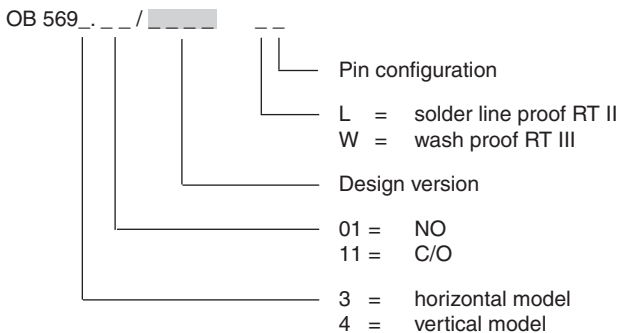 OB 569_. _ _ / _ _ _ _ _ _
Pin configuration
L = solder line proof RT II
W = wash proof RT III
Design version
01 = NO
11 = C/O
3 = horizontal model
4 = vertical model